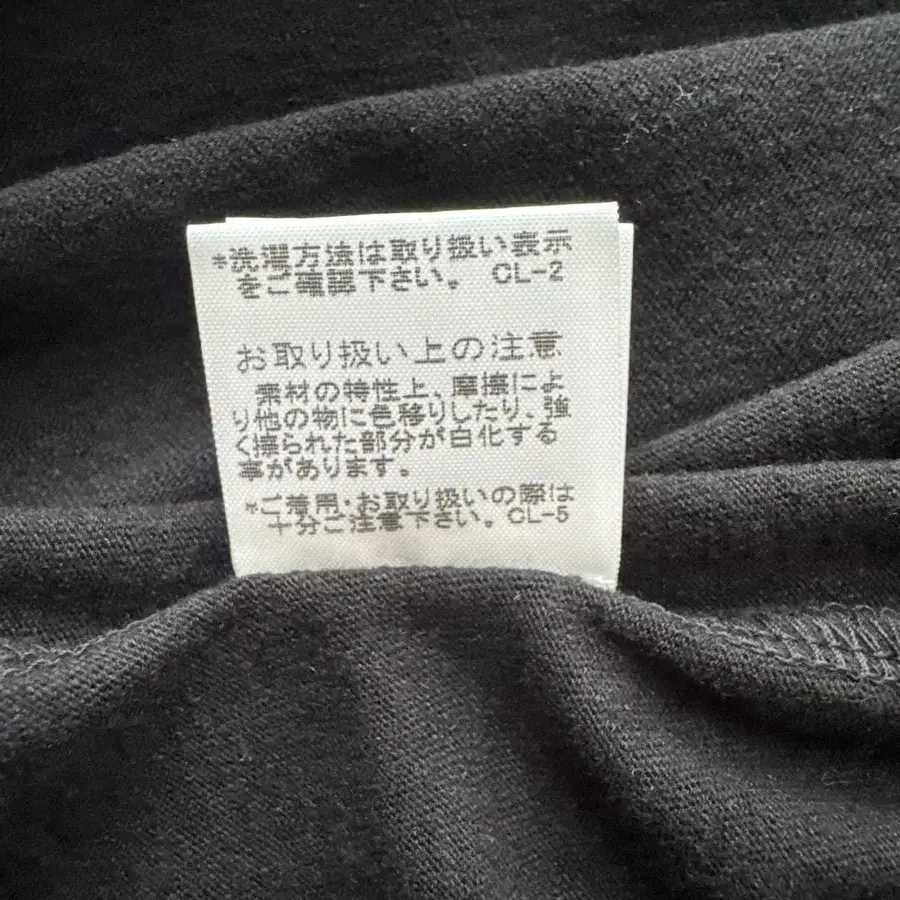 *洗濯方法は取り扱い表示
をご確認下さい。 CL-2
お取り扱い上の注意
素材の特性上、摩擦によ
り他の物に色移りしたり、強
く擦られた部分が白化する
事があります。
*ご着用・お取り扱いの際は
十分ご注意下さい。CL-5